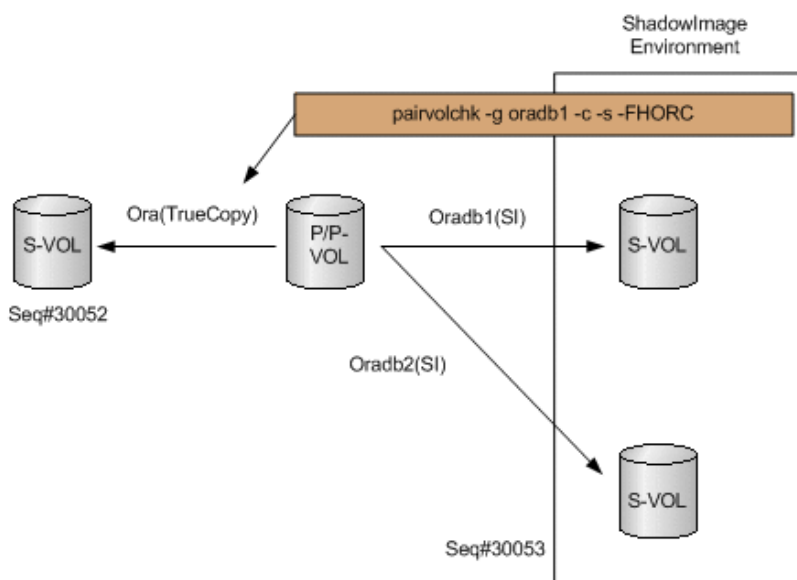 ShadowImage
Environment
pairvolchk -g oradb1 -c -s -FHORC
Ora(TrueCopy)
Oradb1(SI)
S-VOL
P/P-
VOL
S-VOL
Seq#30052
Oradb2(SI)
S-VOL
Seq#30053